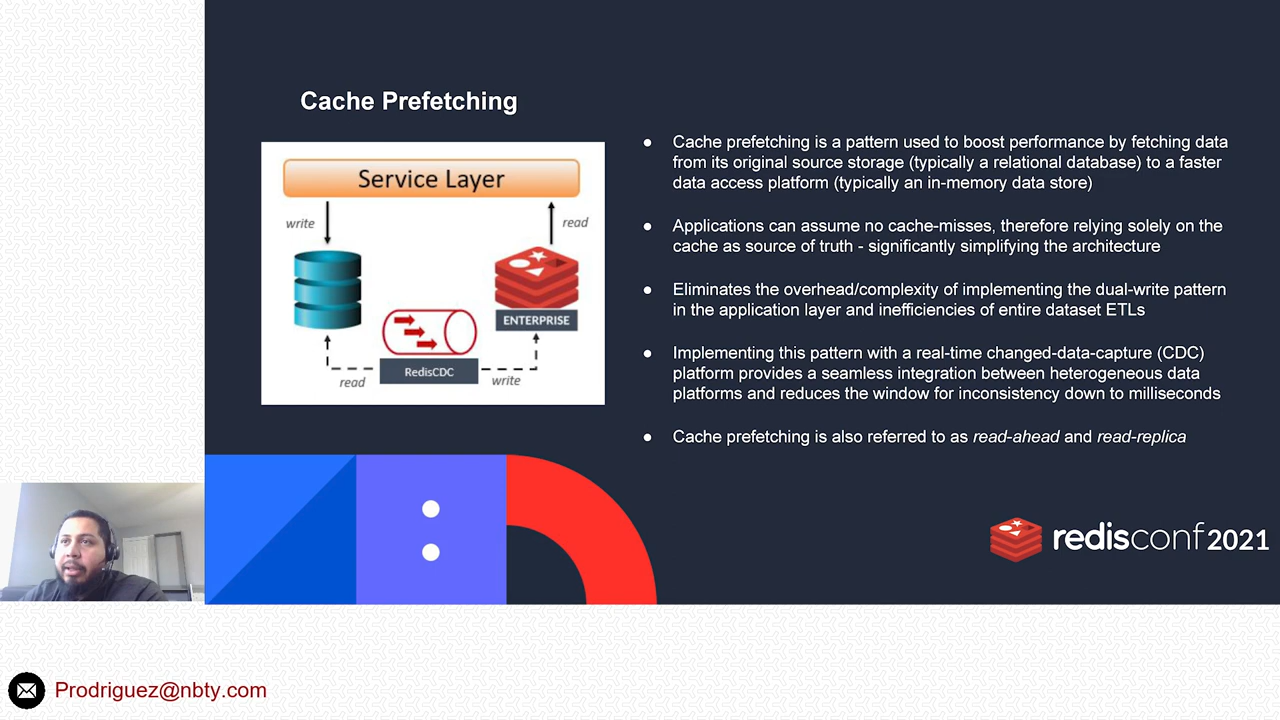 Cache Prefetching
Service Layer
write
read
ENTERPRISE
RedisCDC
read
write
● Cache prefetching is a pattern used to boost performance by fetching data
from its original source storage (typically a relational database) to a faster
data access platform (typically an in-memory data store)
● Applications can assume no cache-misses, therefore relying solely on the
cache as source of truth - significantly simplifying the architecture
● Eliminates the overhead/complexity of implementing the dual-write pattern
in the application layer and inefficiencies of entire dataset ETLs
● Implementing this pattern with a real-time changed-data-capture (CDC)
platform provides a seamless integration between heterogeneous data
platforms and reduces the window for inconsistency down to milliseconds
● Cache prefetching is also referred to as read-ahead and read-replica
redisconf 2021
Prodriguez@nbty.com